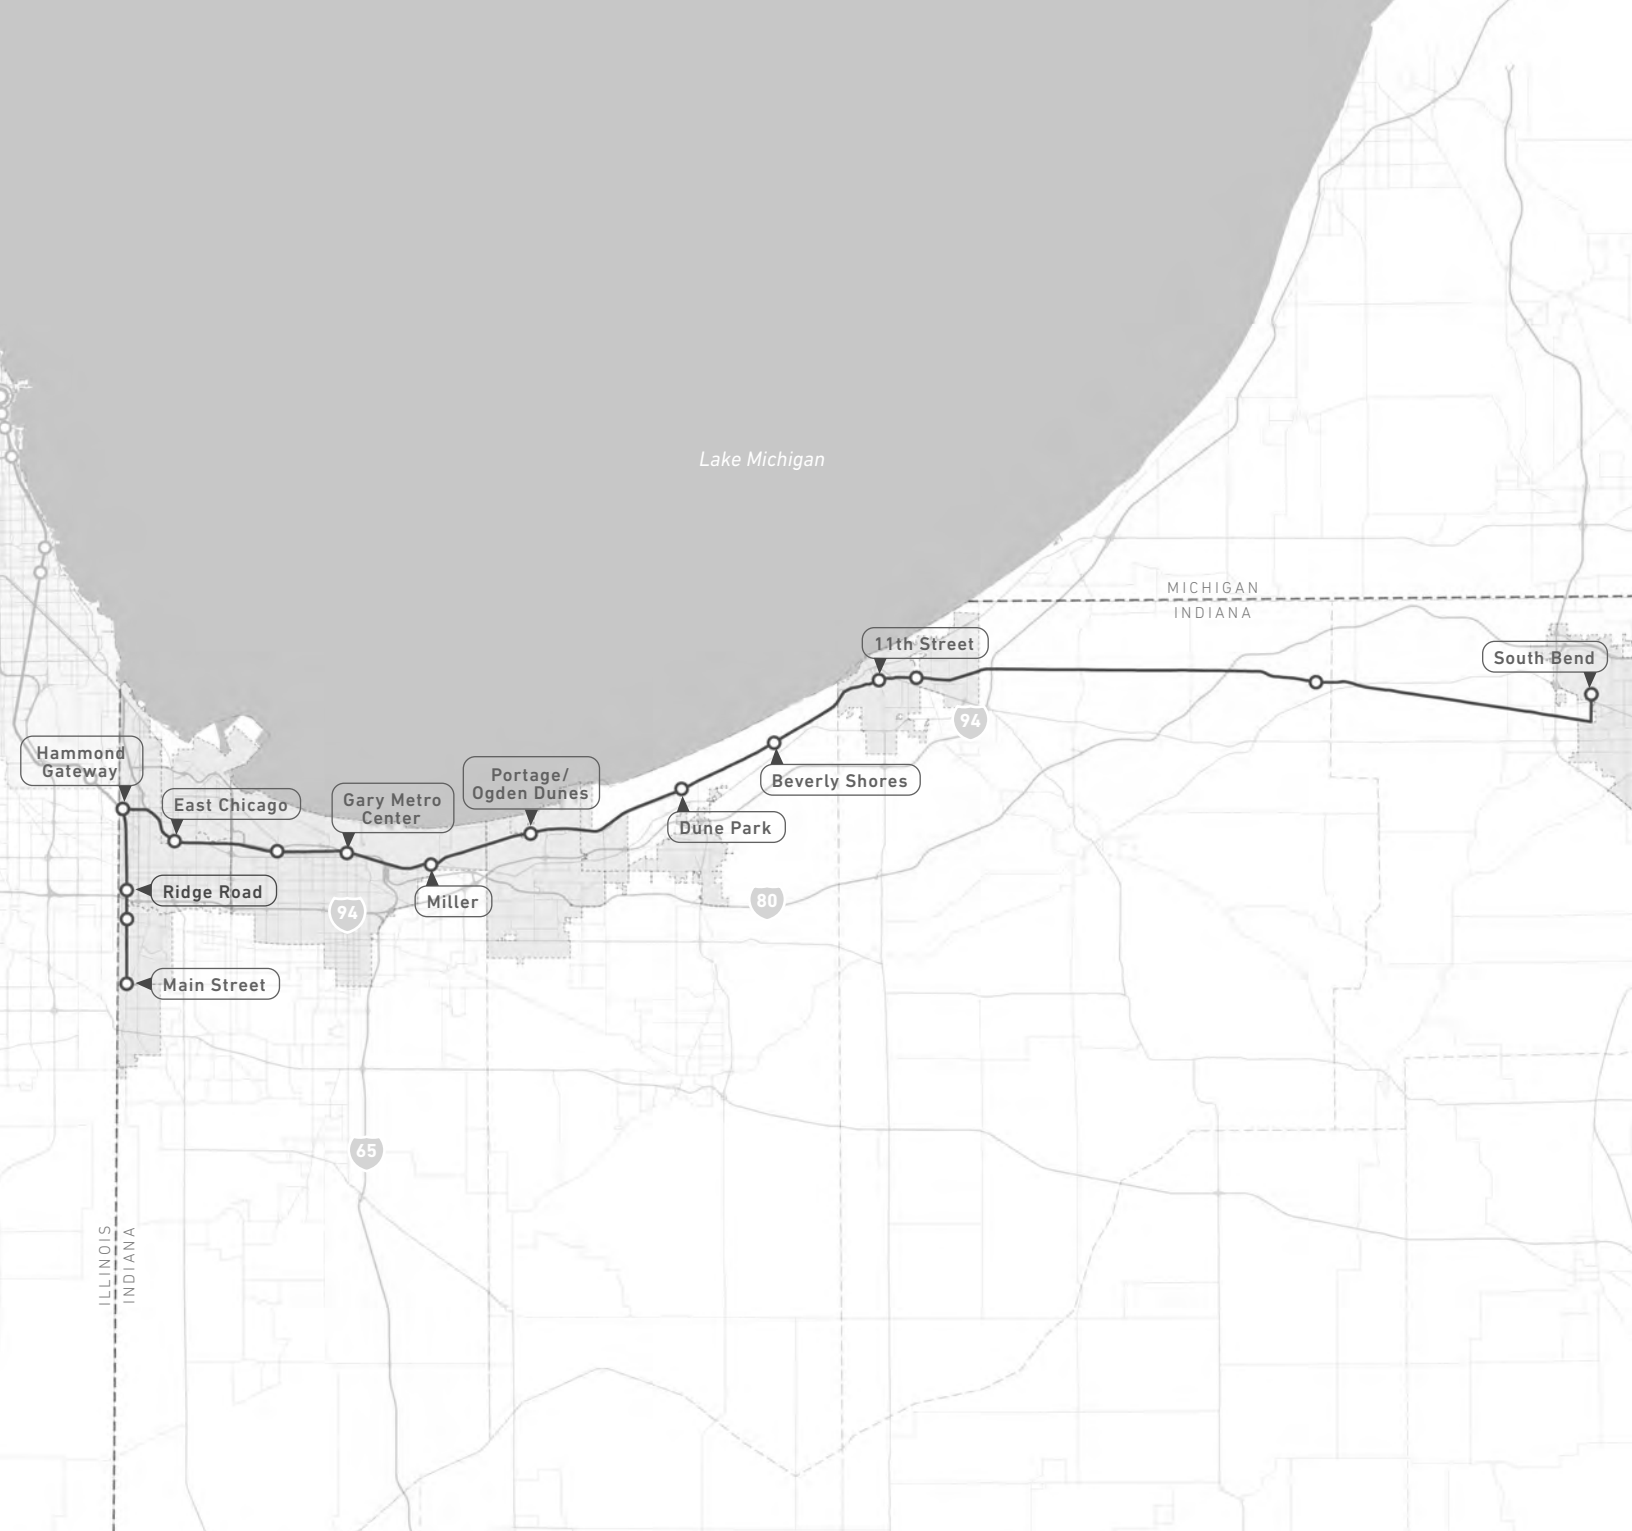 Lake Michigan
MICHIGAN
INDIANA
11th Street
South Bend
94
Hammond
Gateway
Portage/
Ogden Dunes
Beverly Shores
East Chicago
Gary Metro
Center
Dune Park
Ridge Road
Miller
80
94
Main Street
65
ILLINOIS
INDIANA